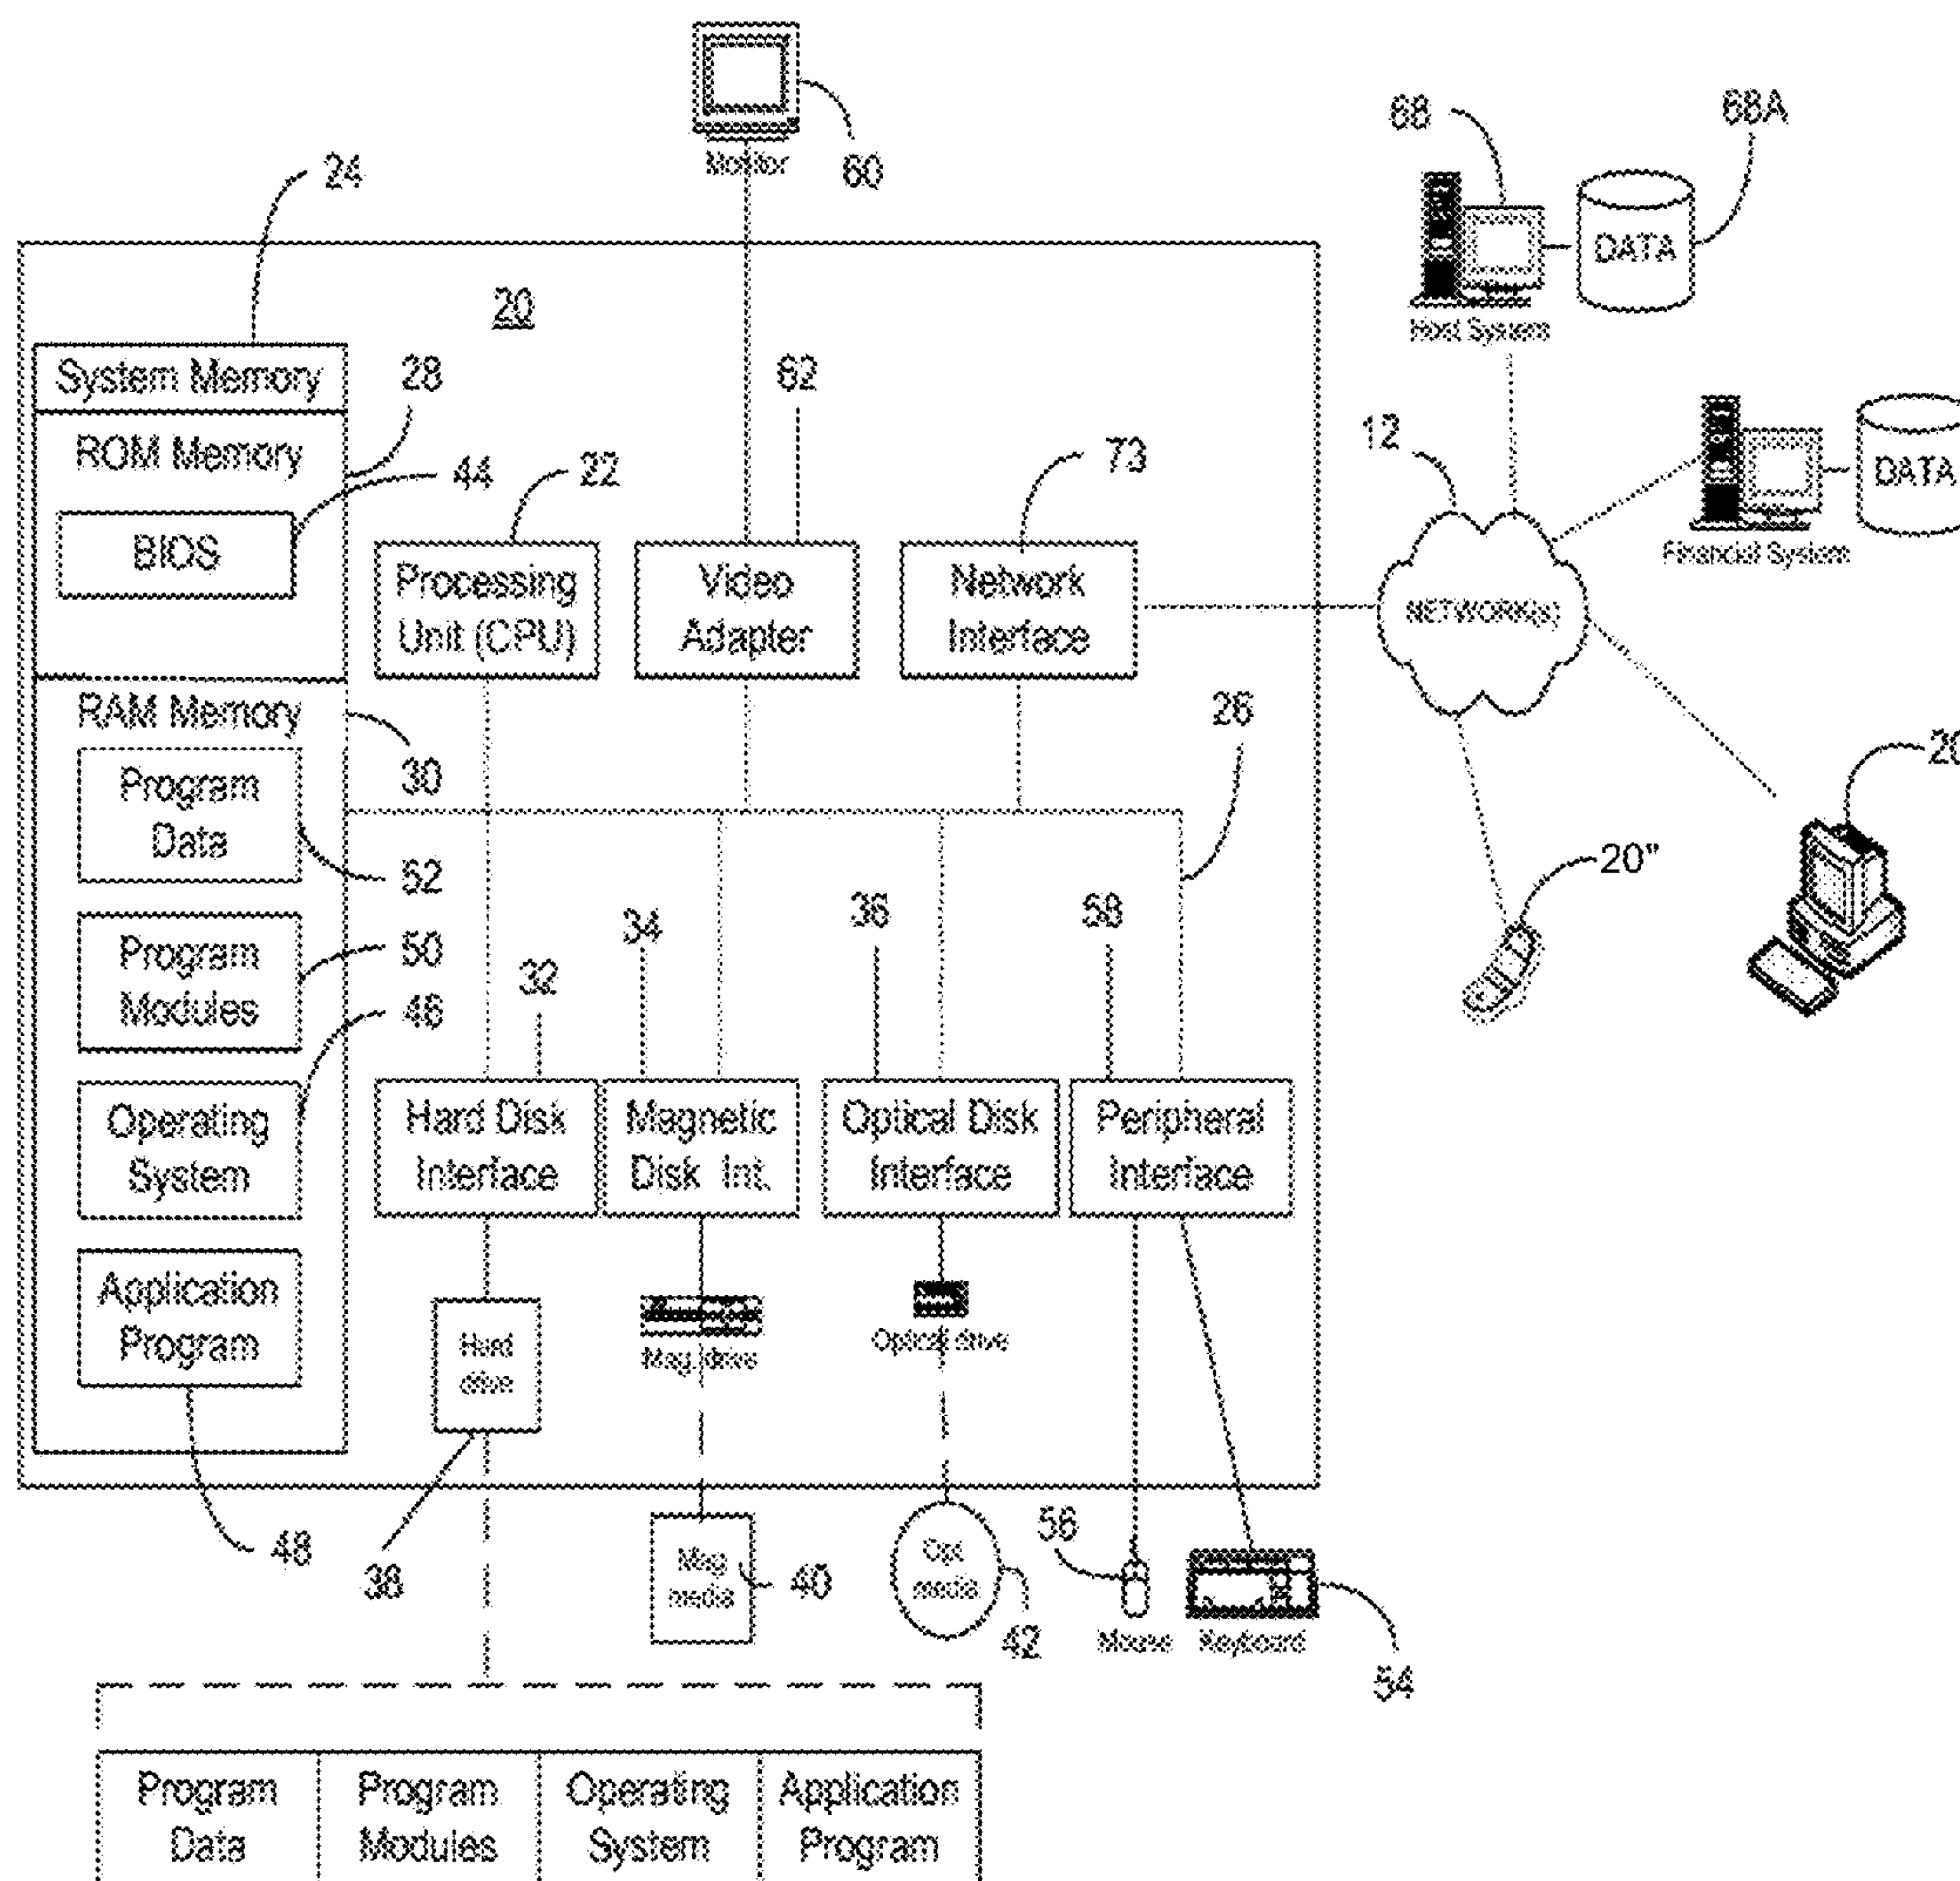 60
Monitor
24
68
68A
DATA
Host System
20
System Memory
28
62
ROM Memory
44
22
73
12
DATA
BIOS
Financial System
Processing
Unit (CPU)
Video
Adapter
Network
Interface
NETWORK(s)
RAM Memory
26
30
Program
Data
20"
52
34
36
58
50
Program
Modules
32
46
Operating
System
Hard Disk
Interface
Magnetic
Disk Int.
Optical Disk
Interface
Peripheral
Interface
Application
Program
Hard
drive
Mag. drive
Optical drive
48
38
Mag
media
40
Opt
media
42
56
Mouse
Keyboard
54
Program
Data
Program
Modules
Operating
System
Application
Program